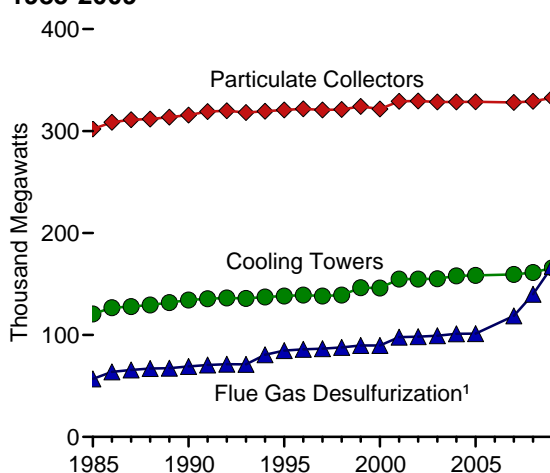 400
Particulate Collectors
300
Thousand Megawatts
200
Cooling Towers
100
Flue Gas Desulfurization¹
0
1985 1990 1995 2000 2005